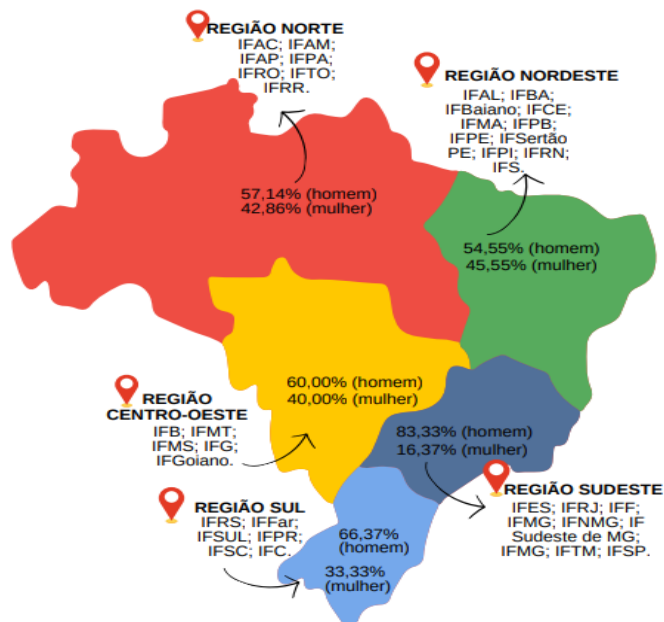 REGIÃO NORTE
IFAC; IFAM;
IFAP; IFPA;
IFRO; IFTO;
IFRR.
REGIÃO NORDESTE
IFAL; IFBA;
IFBaiano; IFCE;
IFMA; IFPB;
IFPE; IFSertão
PE; IFPI; IFRN;
IFS.
57,14% (homem)
42,86% (mulher)
54,55% (homem)
45,55% (mulher)
60,00% (homem)
40,00% (mulher)
REGIÃO
CENTRO-OESTE
IFB; IFMT;
IFMS; IFG;
IFGoiano.
83,33% (homem)
16,37% (mulher)
REGIÃO SUDESTE
IFES; IFRJ; IFF;
IFMG; IFNMG; IF
Sudeste de MG;
IFMG; IFTM; IFSP.
REGIÃO SUL
IFRS; IFFar;
IFSUL; IFPR;
IFSC; IFC.
66,37%
(homem)
33,33%
(mulher)